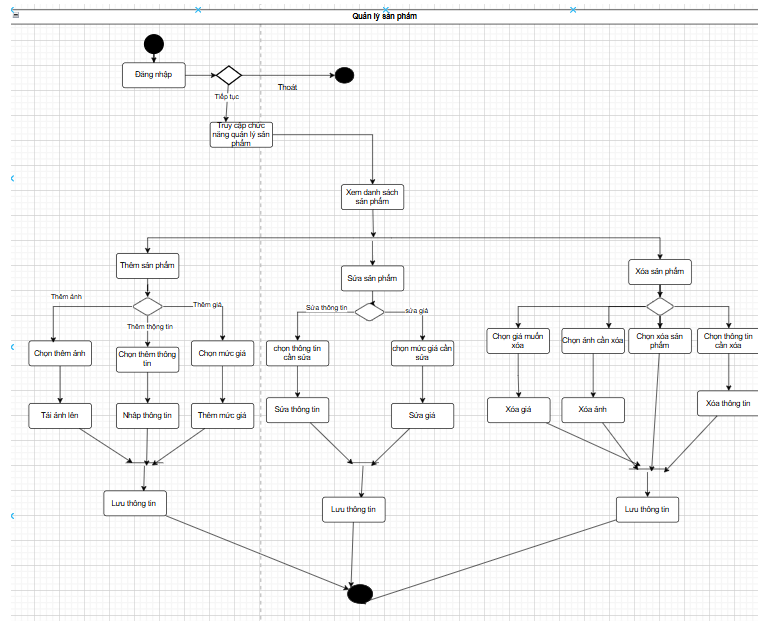 Quản lý sản phẩm
Đăng nhập
Thoát
Tiếp tục
Truy cập chức
năng quản lý sản
phẩm
Xem danh sách
sản phẩm
Thêm sản phẩm
Sửa sản phẩm
Xóa sản phẩm
Thêm ảnh
Thêm thông tin
Thêm giá
Sửa thông tin
sửa giá
Chọn thêm ảnh
Chọn thêm thông
tin
Chọn mức giá
chọn thông tin
cần sửa
chọn mức giá cần
sửa
Chọn giá muốn
xóa
Chọn ảnh cần xóa
Chọn xóa sản
phẩm
Chọn thông tin
cần xóa
Tải ảnh lên
Nhập thông tin
Thêm mức giá
Sửa thông tin
Sửa giá
Xóa giá
Xóa ảnh
Xóa thông tin
Lưu thông tin
Lưu thông tin
Lưu thông tin